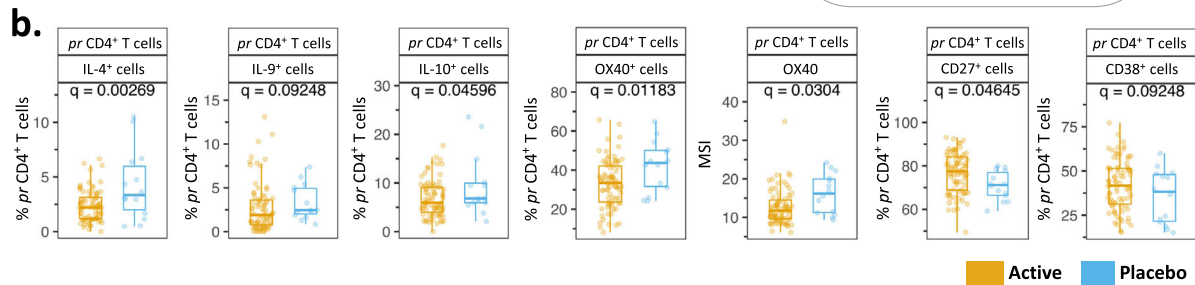 b.
pr CD4⁺ T cells
IL-4⁺ cells
q = 0.00269
% pr CD4⁺ T cells
10
5
0
pr CD4⁺ T cells
IL-9⁺ cells
q = 0.09248
% pr CD4⁺ T cells
15
10
5
0
pr CD4⁺ T cells
IL-10⁺ cells
q = 0.04596
% pr CD4⁺ T cells
30
20
10
0
pr CD4⁺ T cells
OX40⁺ cells
q = 0.01183
% pr CD4⁺ T cells
80
60
40
20
pr CD4⁺ T cells
OX40
q = 0.0304
MSI
40
30
20
10
pr CD4⁺ T cells
CD27⁺ cells
q = 0.04645
% pr CD4⁺ T cells
100
80
60
pr CD4⁺ T cells
CD38⁺ cells
q = 0.09248
% pr CD4⁺ T cells
75
50
25
Active
Placebo